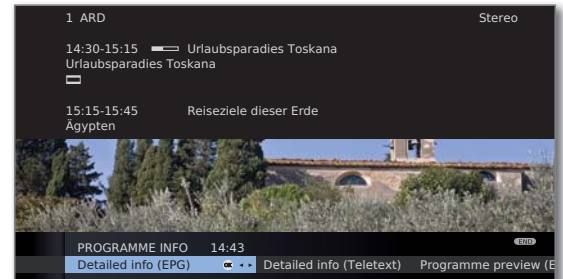 1 ARD Stereo
14:30-15:15 Urlaubsparadies Toskana
Urlaubsparadies Toskana
15:15-15:45 Reiseziele dieser Erde
Ägypten
PROGRAMME INFO 14:43 END
Detailed info (EPG) OK Detailed info (Teletext) Programme preview (E